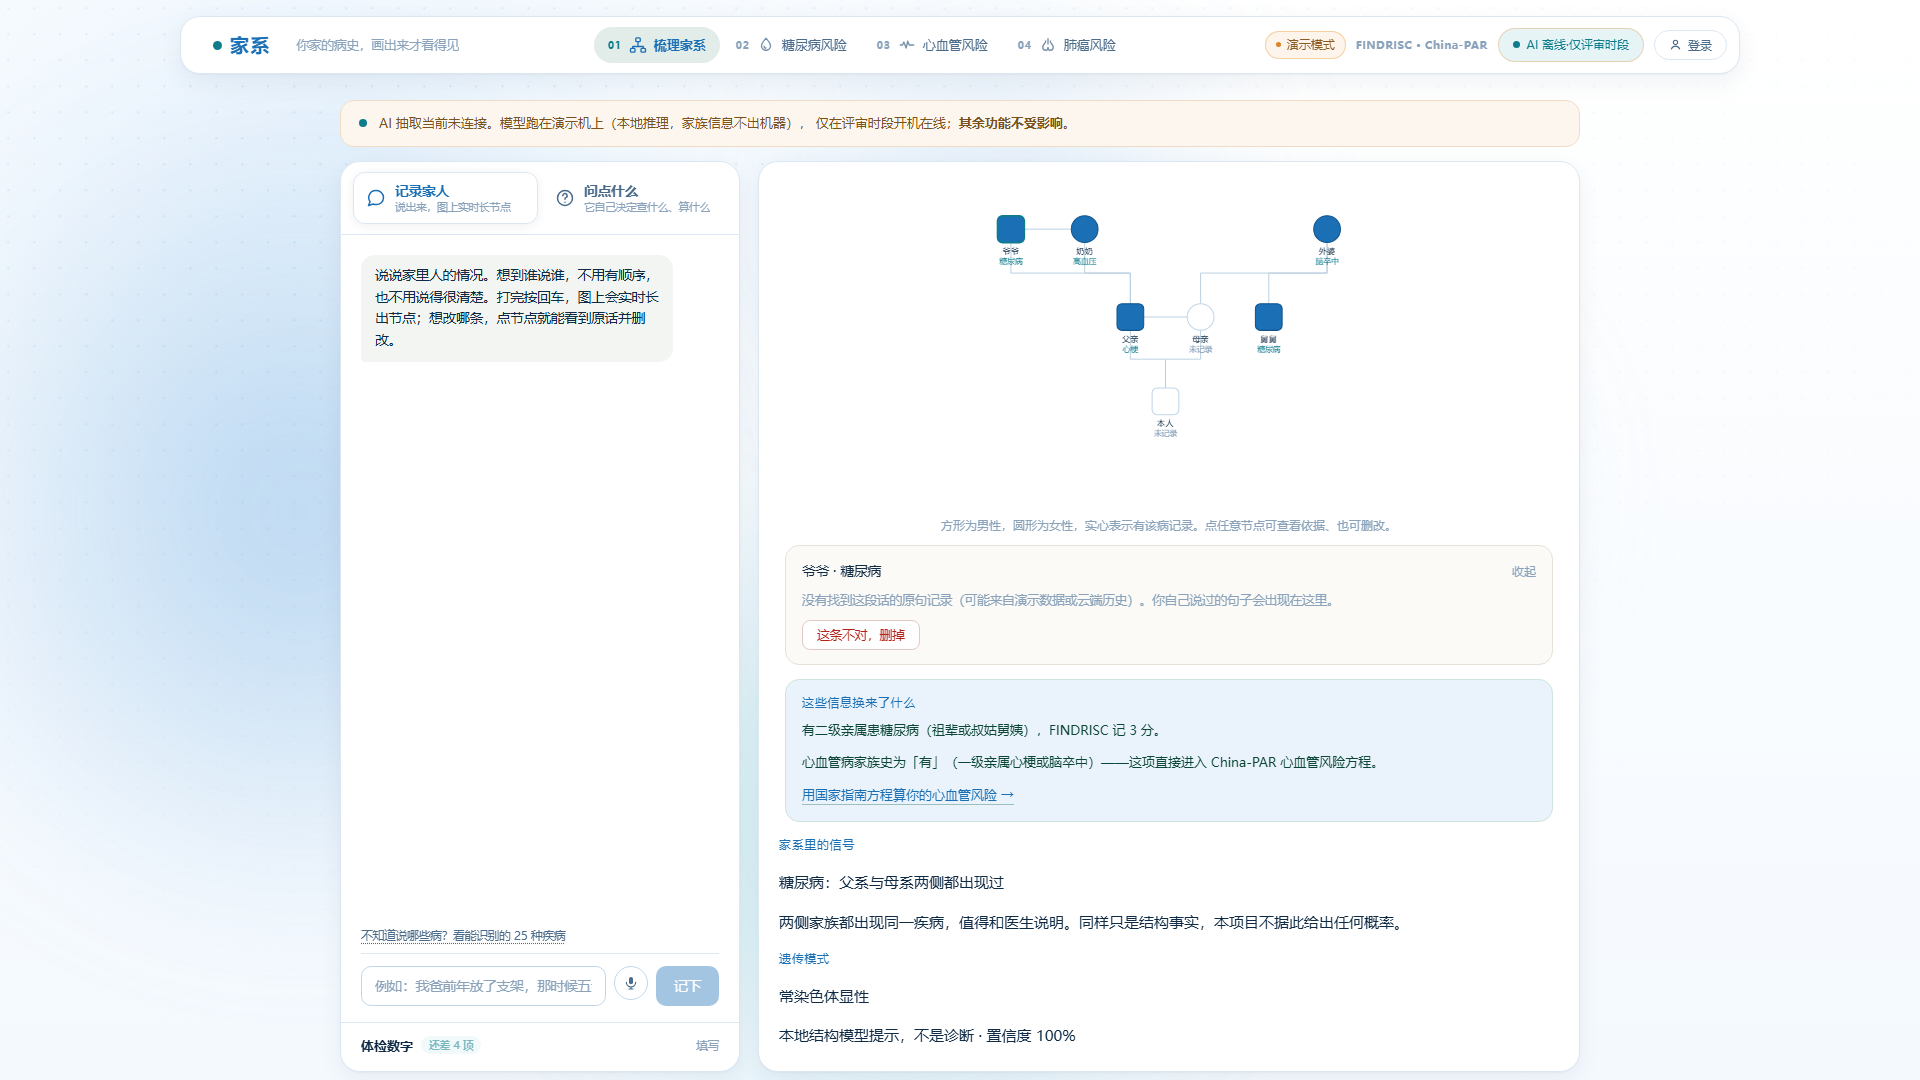 家系
你家的病史，画出来才看得见
01 梳理家系
02 糖尿病风险
03 心血管风险
04 肺癌风险
演示模式
FINDRISC • China-PAR
AI 离线·仅评审时段
登录
AI 抽取当前未连接。模型跑在演示机上（本地推理，家族信息不出机器）， 仅在评审时段开机在线；其余功能不受影响。
记录家人
说出来，图上实时长节点
问点什么
它自己决定查什么、算什么
说说家里人的情况。想到谁说谁，不用有顺序，
也不用说得很清楚。打完按回车，图上会实时长
出节点；想改哪条，点节点就能看到原话并删
改。
不知道说哪些病？看能识别的 25 种疾病
例如：我爸前年放了支架，那时候五
记下
体检数字
还差 4 项
填写
爷爷
糖尿病
奶奶
高血压
外婆
脑卒中
父亲
心梗
母亲
未记录
舅舅
糖尿病
本人
未记录
方形为男性，圆形为女性，实心表示有该病记录。点任意节点可查看依据、也可删改。
爷爷 · 糖尿病
收起
没有找到这段话的原句记录（可能来自演示数据或云端历史）。你自己说过的句子会出现在这里。
这条不对，删掉
这些信息换来了什么
有二级亲属患糖尿病（祖辈或叔姑舅姨），FINDRISC 记 3 分。
心血管病家族史为「有」（一级亲属心梗或脑卒中）——这项直接进入 China-PAR 心血管风险方程。
用国家指南方程算你的心血管风险 →
家系里的信号
糖尿病：父系与母系两侧都出现过
两侧家族都出现同一疾病，值得和医生说明。同样只是结构事实，本项目不据此给出任何概率。
遗传模式
常染色体显性
本地结构模型提示，不是诊断 · 置信度 100%